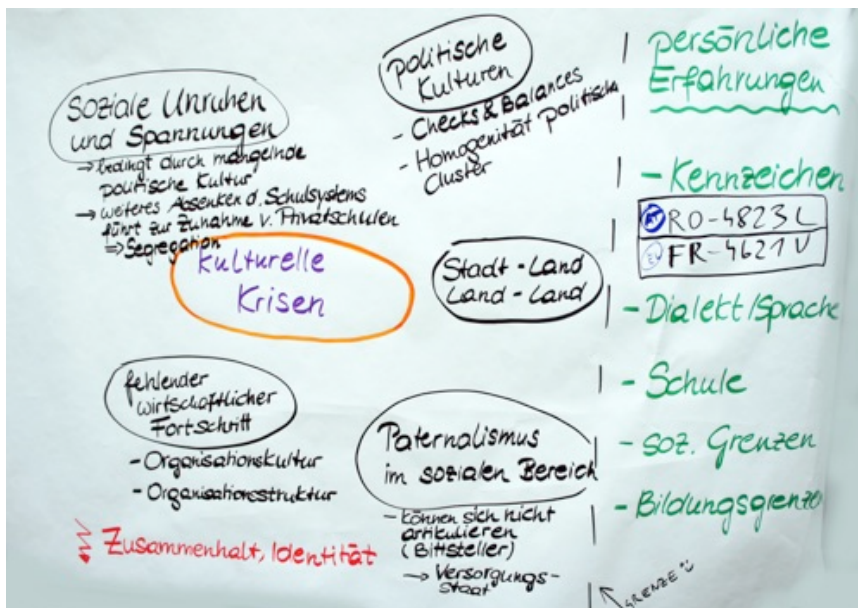 soziale Unruhen
und Spannungen
→ bedingt durch mangelnde
politische Kultur
→ weiteres Absenken d. Schulsystems
führt zur Zunahme v. Privatschulen
⇒ Segregation
politische
Kulturen
- Checks & Balances
- Homogenität politische
Cluster
kulturelle
Krisen
Stadt - Land
Land - Land
fehlender
wirtschaftlicher
Fortschritt
- Organisationskultur
- Organisationsstruktur
Zusammenhalt, Identität
Paternalismus
im sozialen Bereich
- können sich nicht
artikulieren
(Bittsteller)
→ Versorgungs-
staat
persönliche
Erfahrungen
- Kennzeichen
RO-4823 L
FR-4621 V
- Dialekt/Sprache
- Schule
- soz. Grenzen
- Bildungsgrenze
GRENZE